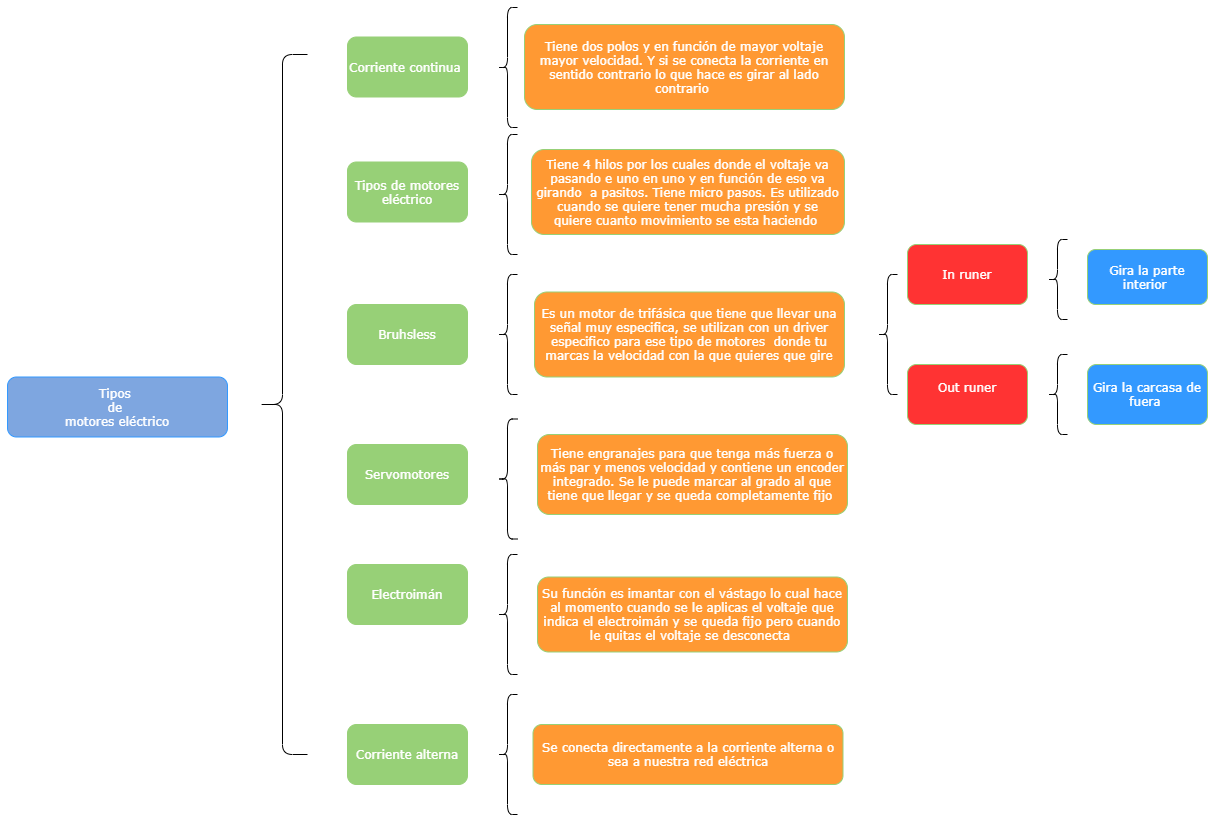 Tipos
de
motores eléctrico
Corriente continua
Tiene dos polos y en función de mayor voltaje
mayor velocidad. Y si se conecta la corriente en
sentido contrario lo que hace es girar al lado
contrario
Tipos de motores
eléctrico
Tiene 4 hilos por los cuales donde el voltaje va
pasando e uno en uno y en función de eso va
girando a pasitos. Tiene micro pasos. Es utilizado
cuando se quiere tener mucha presión y se
quiere cuanto movimiento se esta haciendo
Bruhsless
Es un motor de trifásica que tiene que llevar una
señal muy especifica, se utilizan con un driver
especifico para ese tipo de motores donde tu
marcas la velocidad con la que quieres que gire
In runer
Gira la parte
interior
Out runer
Gira la carcasa de
fuera
Servomotores
Tiene engranajes para que tenga más fuerza o
más par y menos velocidad y contiene un encoder
integrado. Se le puede marcar al grado al que
tiene que llegar y se queda completamente fijo
Electroimán
Su función es imantar con el vástago lo cual hace
al momento cuando se le aplicas el voltaje que
indica el electroimán y se queda fijo pero cuando
le quitas el voltaje se desconecta
Corriente alterna
Se conecta directamente a la corriente alterna o
sea a nuestra red eléctrica